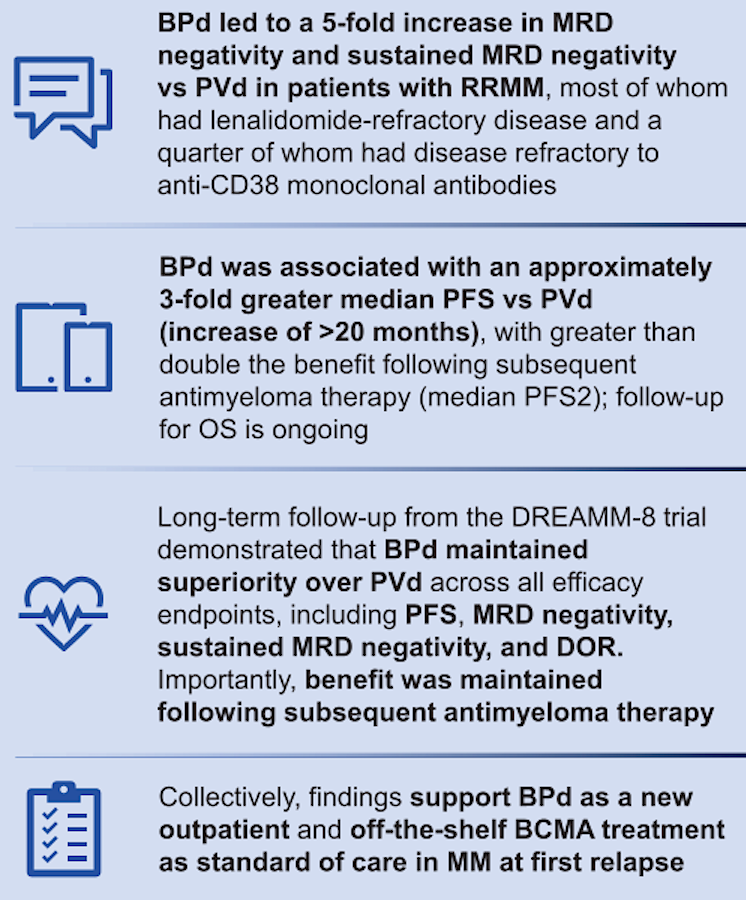 BPd led to a 5-fold increase in MRD
negativity and sustained MRD negativity
vs PVd in patients with RRMM, most of whom
had lenalidomide-refractory disease and a
quarter of whom had disease refractory to
anti-CD38 monoclonal antibodies
BPd was associated with an approximately
3-fold greater median PFS vs PVd
(increase of >20 months), with greater than
double the benefit following subsequent
antimyeloma therapy (median PFS2); follow-up
for OS is ongoing
Long-term follow-up from the DREAMM-8 trial
demonstrated that BPd maintained
superiority over PVd across all efficacy
endpoints, including PFS, MRD negativity,
sustained MRD negativity, and DOR.
Importantly, benefit was maintained
following subsequent antimyeloma therapy
Collectively, findings support BPd as a new
outpatient and off-the-shelf BCMA treatment
as standard of care in MM at first relapse